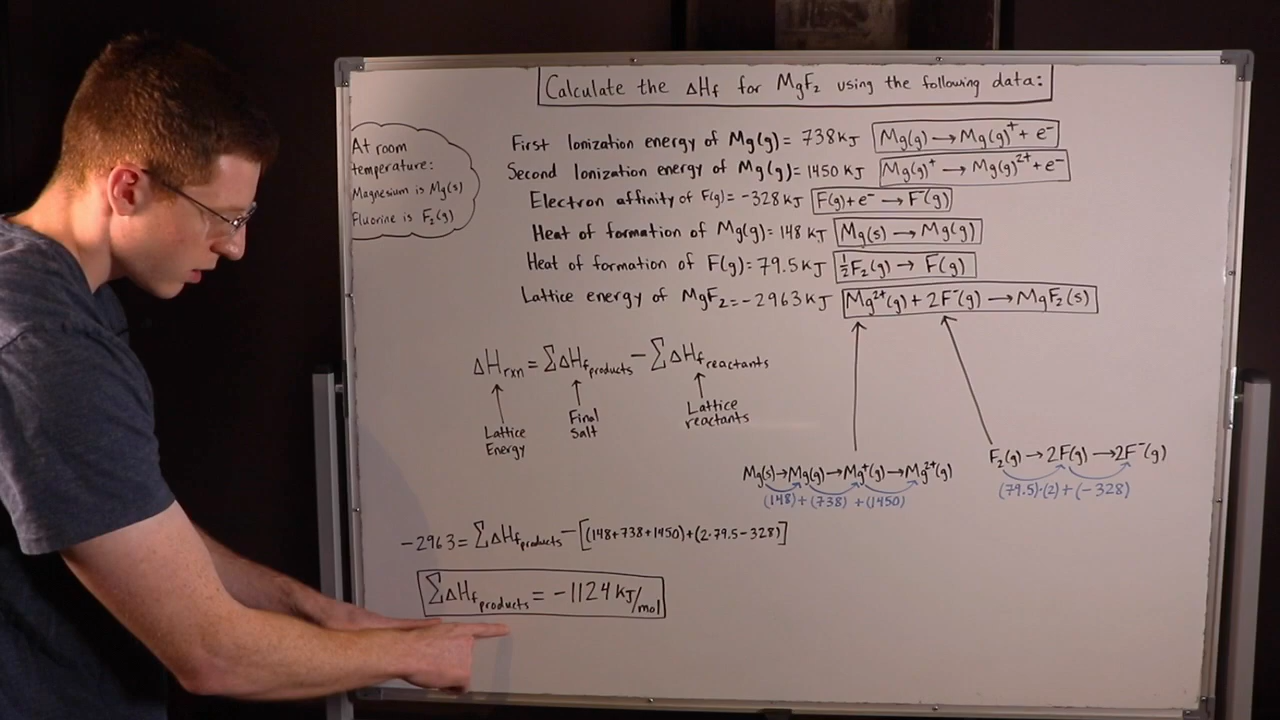 Calculate the ΔHf for MgF₂ using the following data:
At room
temperature:
Magnesium is Mg(s)
Fluorine is F₂(g)
First Ionization energy of Mg(g) = 738 kJ Mg(g) → Mg(g)⁺ + e⁻
Second Ionization energy of Mg(g) = 1450 kJ Mg(g)⁺ → Mg(g)²⁺ + e⁻
Electron affinity of F(g) = -328 kJ F(g) + e⁻ → F⁻(g)
Heat of formation of Mg(g) = 148 kJ Mg(s) → Mg(g)
Heat of formation of F(g) = 79.5 kJ ½F₂(g) → F(g)
Lattice energy of MgF₂ = -2963 kJ Mg²⁺(g) + 2F⁻(g) → MgF₂(s)
ΔHrxn = ΣΔHf products - ΣΔHf reactants
Lattice
Energy
Final
Salt
Lattice
reactants
Mg(s) → Mg(g) → Mg⁺(g) → Mg²⁺(g)
(148) + (738) + (1450)
F₂(g) → 2F(g) → 2F⁻(g)
(79.5)·(2) + (-328)
-2963 = ΣΔHf products - [(148+738+1450)+(2·79.5-328)]
ΣΔHf products = -1124 kJ/mol